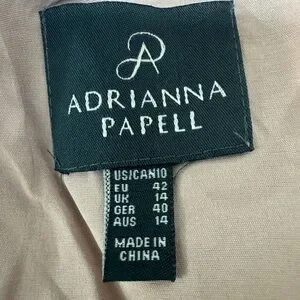 ADRIANNA
PAPELL
US/CAN10
EU 42
UK 14
GER 40
AUS 14
MADE IN
CHINA